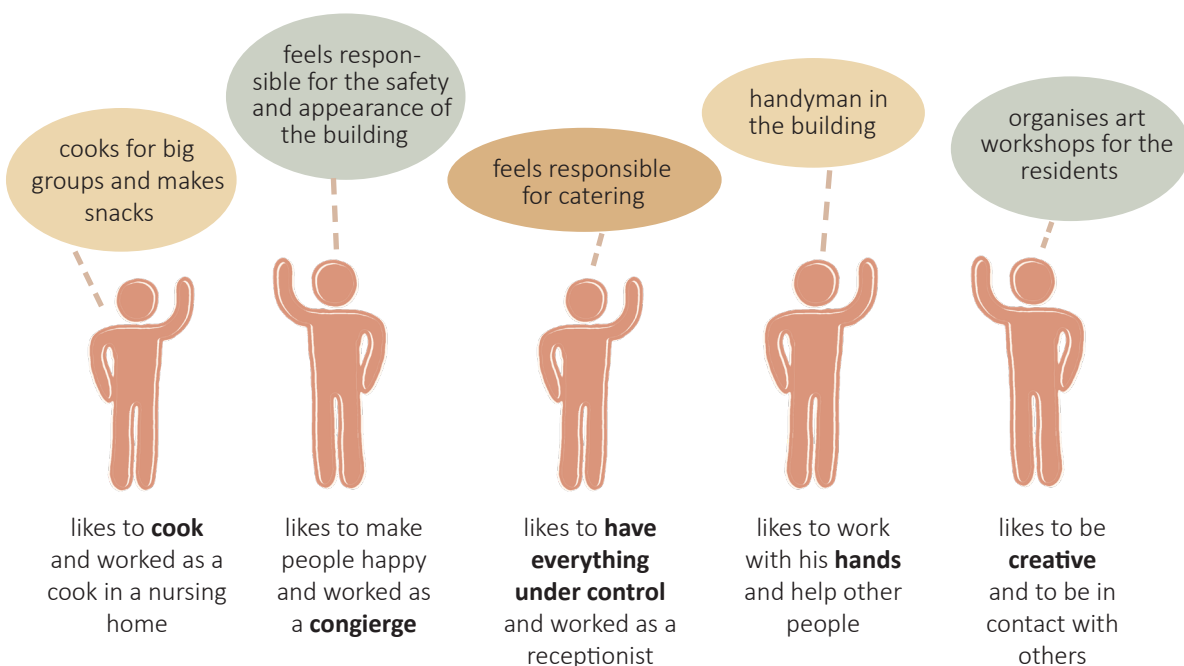 cooks for big
groups and makes
snacks
feels respon-
sible for the safety
and appearance of
the building
feels responsible
for catering
handyman in
the building
organises art
workshops for the
residents
likes to cook
and worked as a
cook in a nursing
home
likes to make
people happy
and worked as
a congierge
likes to have
everything
under control
and worked as a
receptionist
likes to work
with his hands
and help other
people
likes to be
creative
and to be in
contact with
others